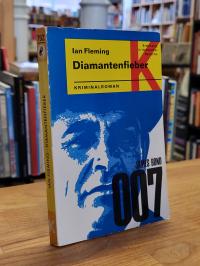 Ian Fleming
Diamantenfieber
K
KRIMINALROMAN
JAMES BOND
007